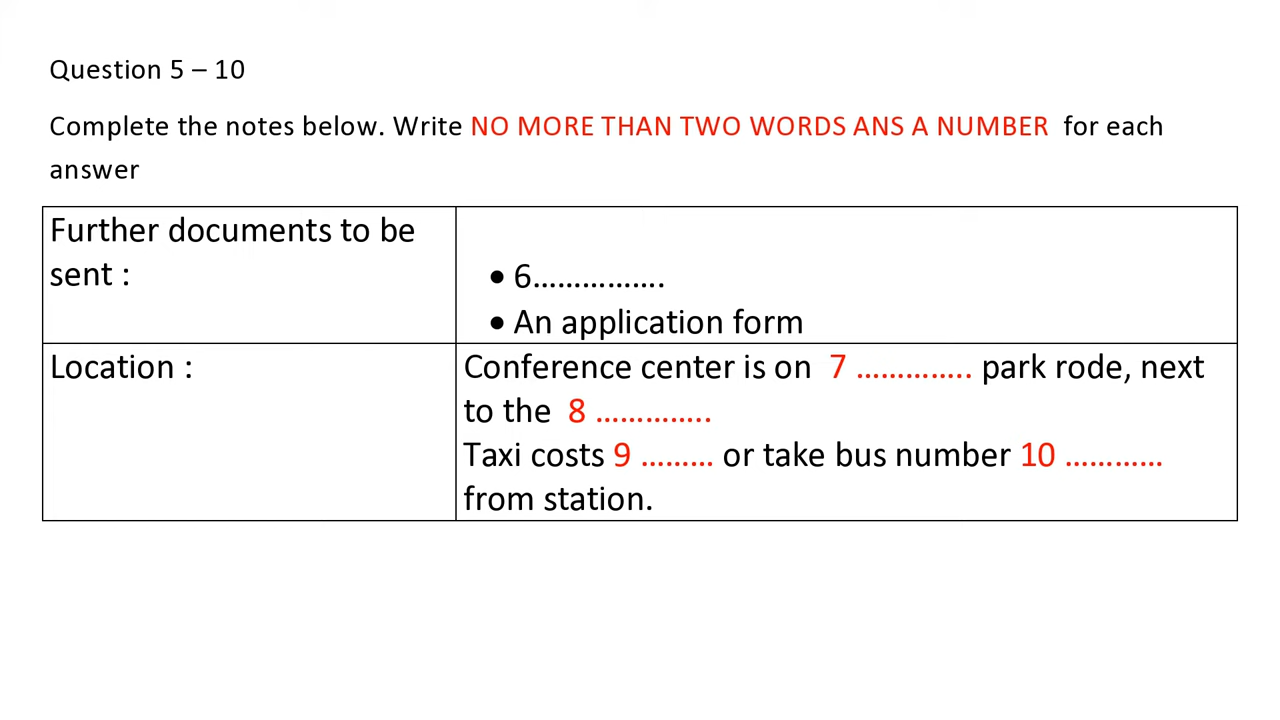 Question 5 – 10
Complete the notes below. Write NO MORE THAN TWO WORDS ANS A NUMBER for each
answer
Further documents to be
sent :
• 6…………….
• An application form
Location :
Conference center is on 7 ………….. park rode, next
to the 8 …………..
Taxi costs 9 ……… or take bus number 10 …………
from station.